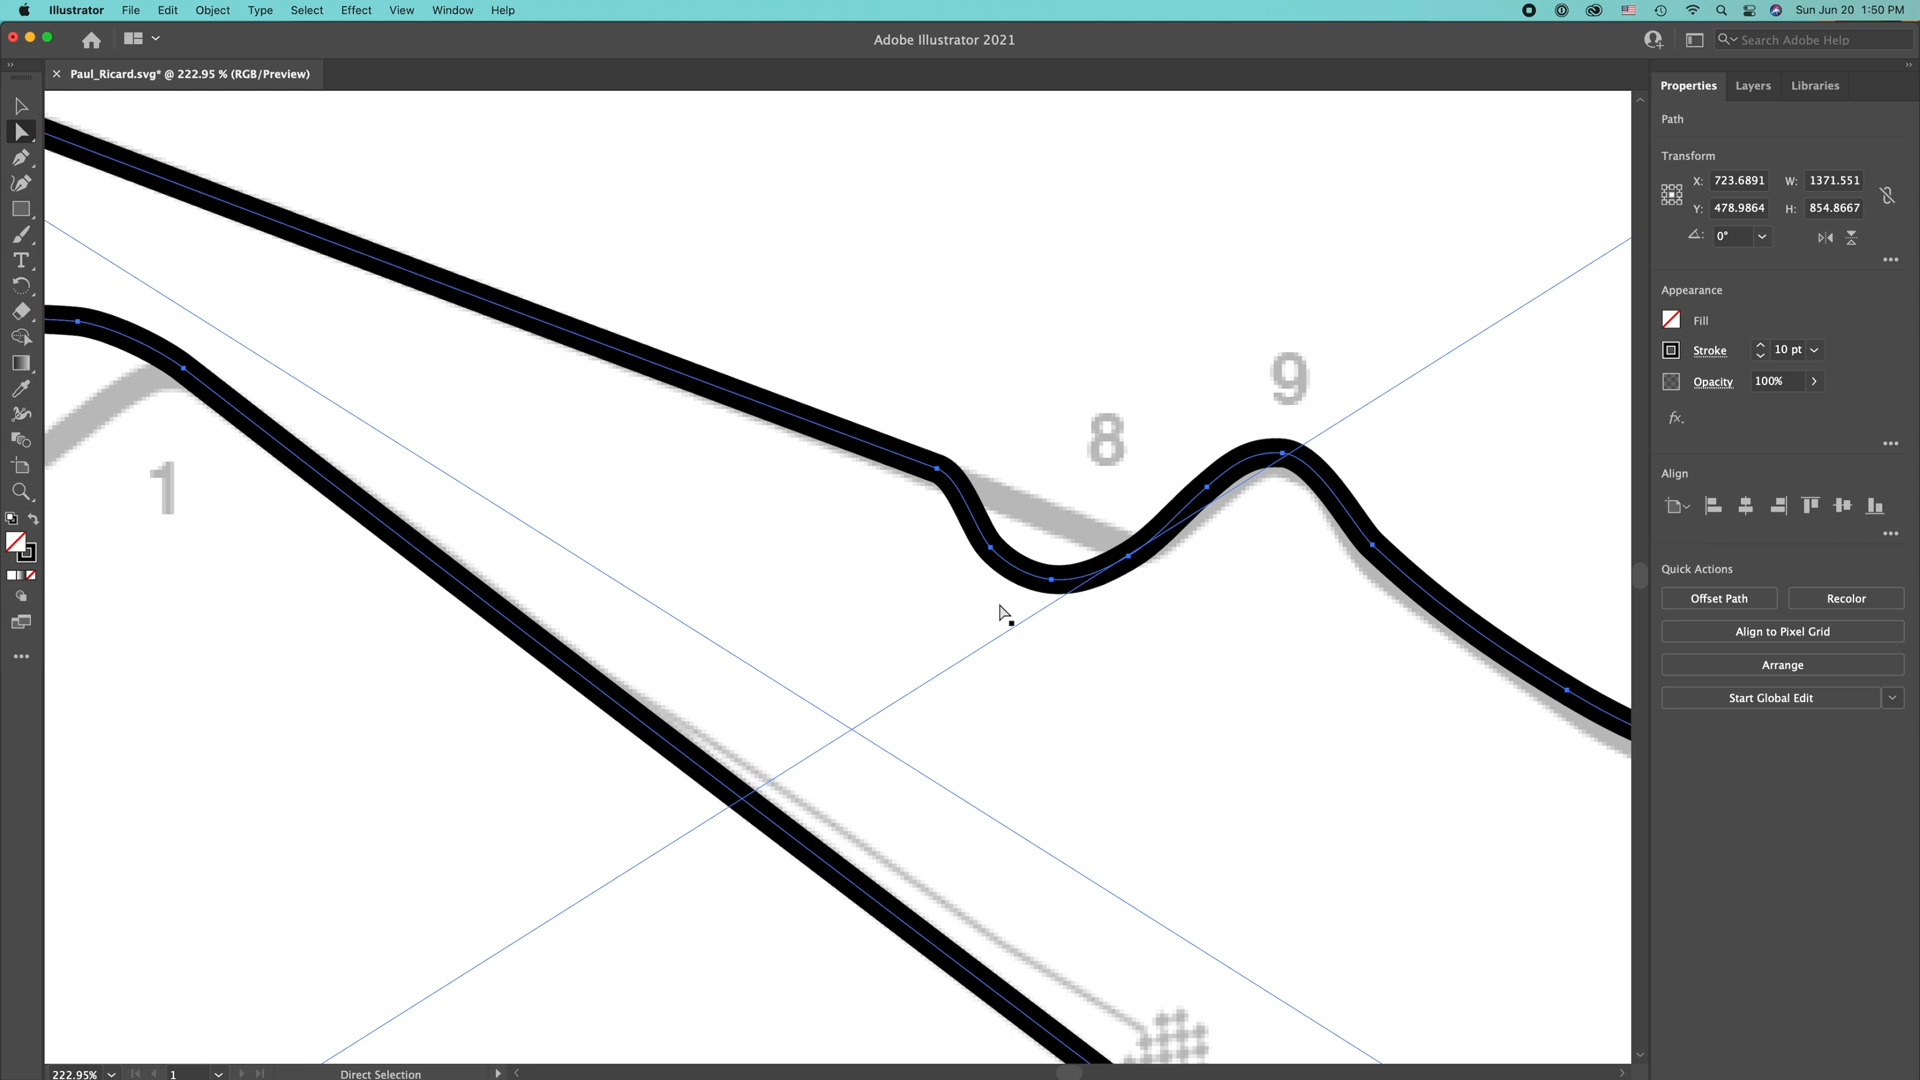 Illustrator File Edit Object Type Select Effect View Window Help
Sun Jun 20 1:50 PM
Adobe Illustrator 2021
Search Adobe Help
Paul_Ricard.svg* @ 222.95 % (RGB/Preview)
Properties Layers Libraries
Path
Transform
X: 723.6891 W: 1371.551
Y: 478.9864 H: 854.8667
0°
Appearance
Fill
Stroke 10 pt
Opacity 100%
fx.
Align
Quick Actions
Offset Path Recolor
Align to Pixel Grid
Arrange
Start Global Edit
9
8
1
222.95% 1 Direct Selection